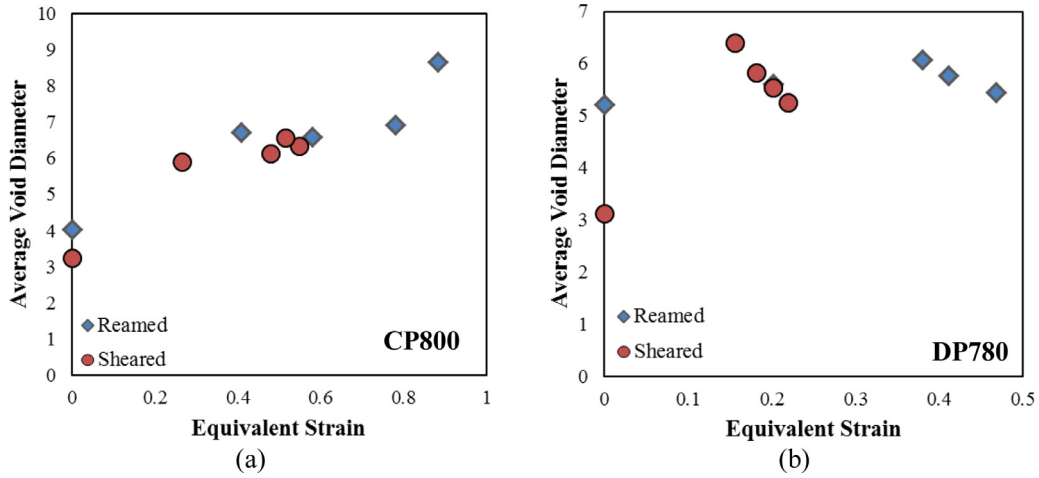 10
9
8
7
6
5
4
3
2
1
0
Average Void Diameter
Reamed
Sheared
CP800
0 0.2 0.4 0.6 0.8 1
Equivalent Strain
(a)
7
6
5
4
3
2
1
0
Average Void Diameter
Reamed
Sheared
DP780
0 0.1 0.2 0.3 0.4 0.5
Equivalent Strain
(b)